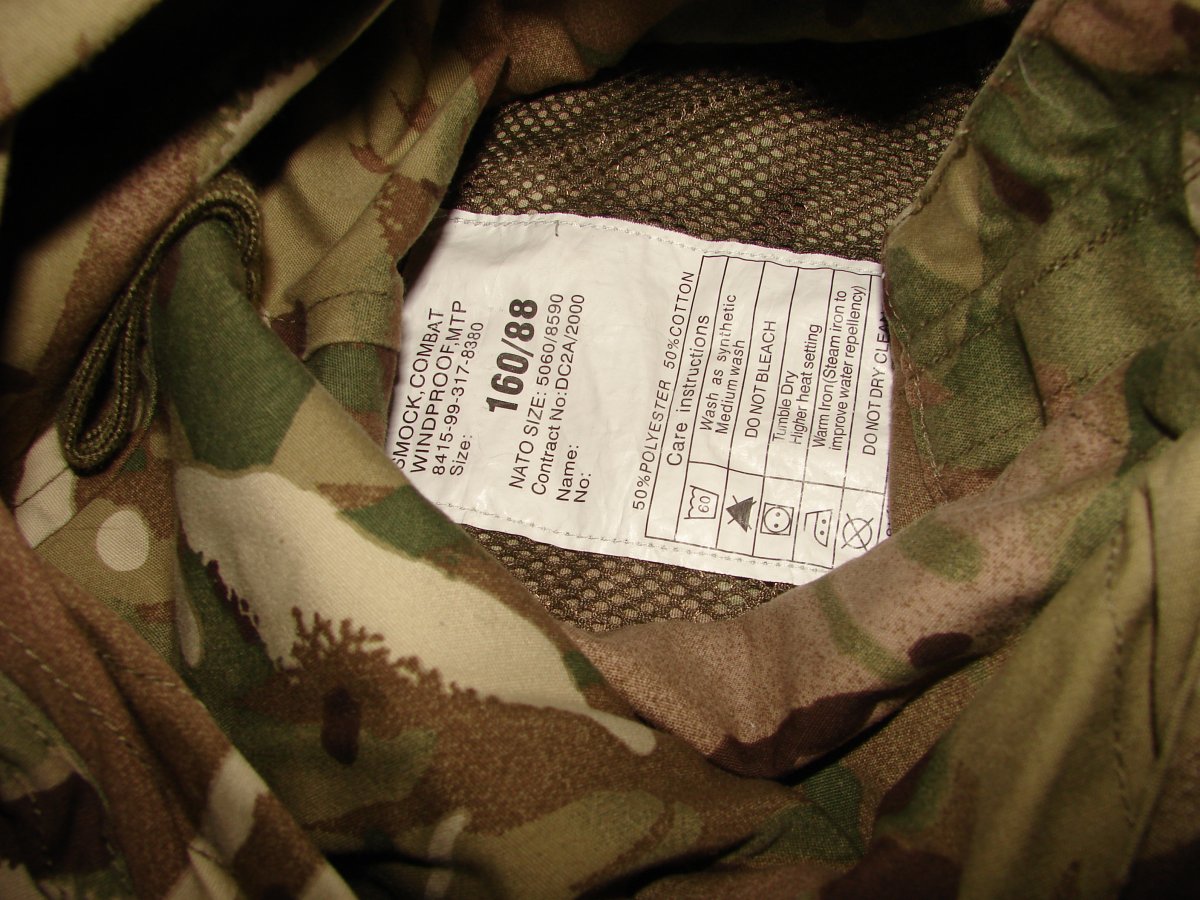 SMOCK,COMBAT
WINDPROOF:MTP
8415-99-317-8380
Size:
160/88
NATO SIZE: 5060/8590
Contract No:DC2A/2000
Name:
No:
50%POLYESTER 50%COTTON
Care instructions
60
Wash as synthetic
Medium wash
DO NOT BLEACH
Tumble Dry
Higher heat setting
Warm Iron(Steam iron to
improve water repellency)
DO NOT DRY CLEA